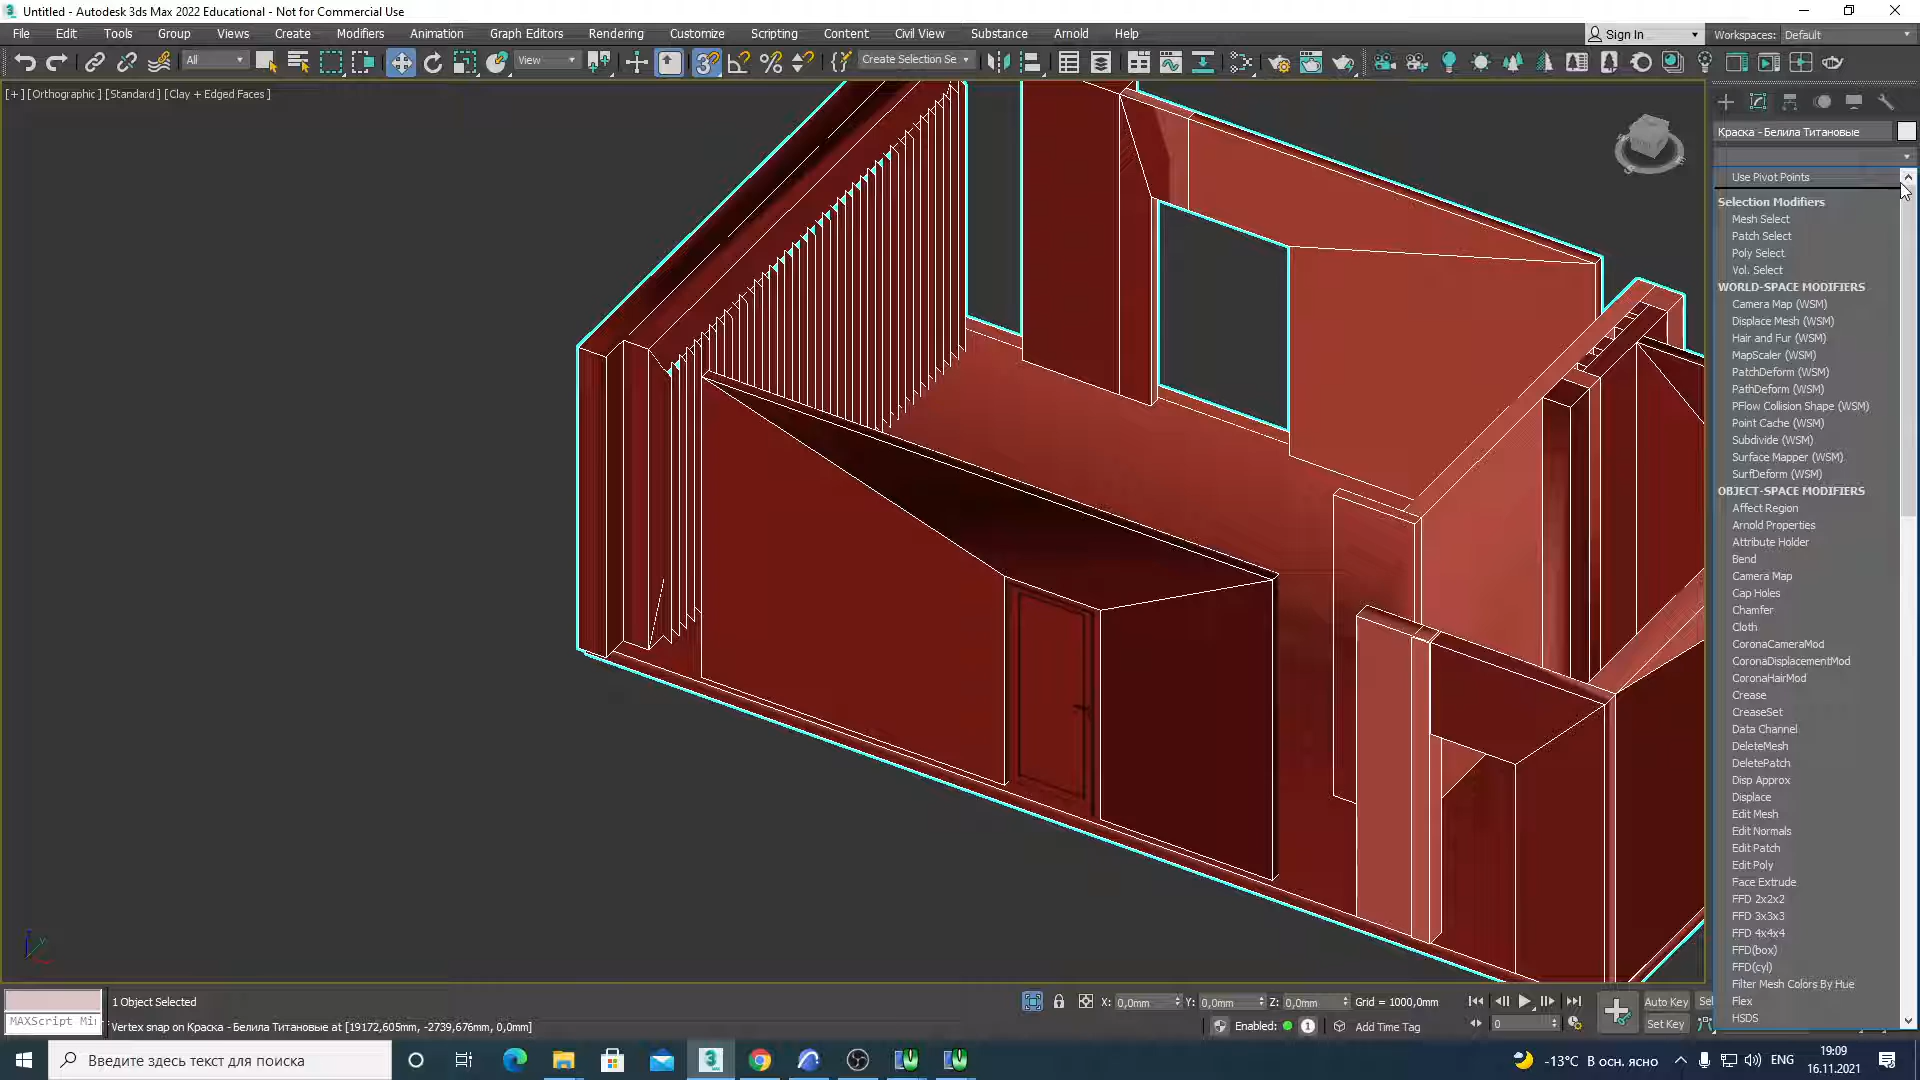 Untitled - Autodesk 3ds Max 2022 Educational - Not for Commercial Use
File Edit Tools Group Views Create Modifiers Animation Graph Editors Rendering Customize Scripting Content Civil View Substance Arnold Help
Sign In
Workspaces: Default
All
View
Create Selection Se
[+] [Orthographic] [Standard] [Clay + Edged Faces]
Краска - Белила Титановые
Use Pivot Points
Selection Modifiers
Mesh Select
Patch Select
Poly Select
Vol. Select
WORLD-SPACE MODIFIERS
Camera Map (WSM)
Displace Mesh (WSM)
Hair and Fur (WSM)
MapScaler (WSM)
PatchDeform (WSM)
PathDeform (WSM)
PFlow Collision Shape (WSM)
Point Cache (WSM)
Subdivide (WSM)
Surface Mapper (WSM)
SurfDeform (WSM)
OBJECT-SPACE MODIFIERS
Affect Region
Arnold Properties
Attribute Holder
Bend
Camera Map
Cap Holes
Chamfer
Cloth
CoronaCameraMod
CoronaDisplacementMod
CoronaHairMod
Crease
CreaseSet
Data Channel
DeleteMesh
DeletePatch
Disp Approx
Displace
Edit Mesh
Edit Normals
Edit Patch
Edit Poly
Face Extrude
FFD 2x2x2
FFD 3x3x3
FFD 4x4x4
FFD(box)
FFD(cyl)
Filter Mesh Colors By Hue
Flex
HSDS
1 Object Selected
X: 0,0mm Y: 0,0mm Z: 0,0mm Grid = 1000,0mm
Auto Key
Sel
MAXScript Mi
Vertex snap on Краска - Белила Титановые at [19172,605mm, -2739,676mm, 0,0mm]
Enabled: 1 Add Time Tag
0
Set Key
Введите здесь текст для поиска
-13°C В осн. ясно
ENG
19:09
16.11.2021